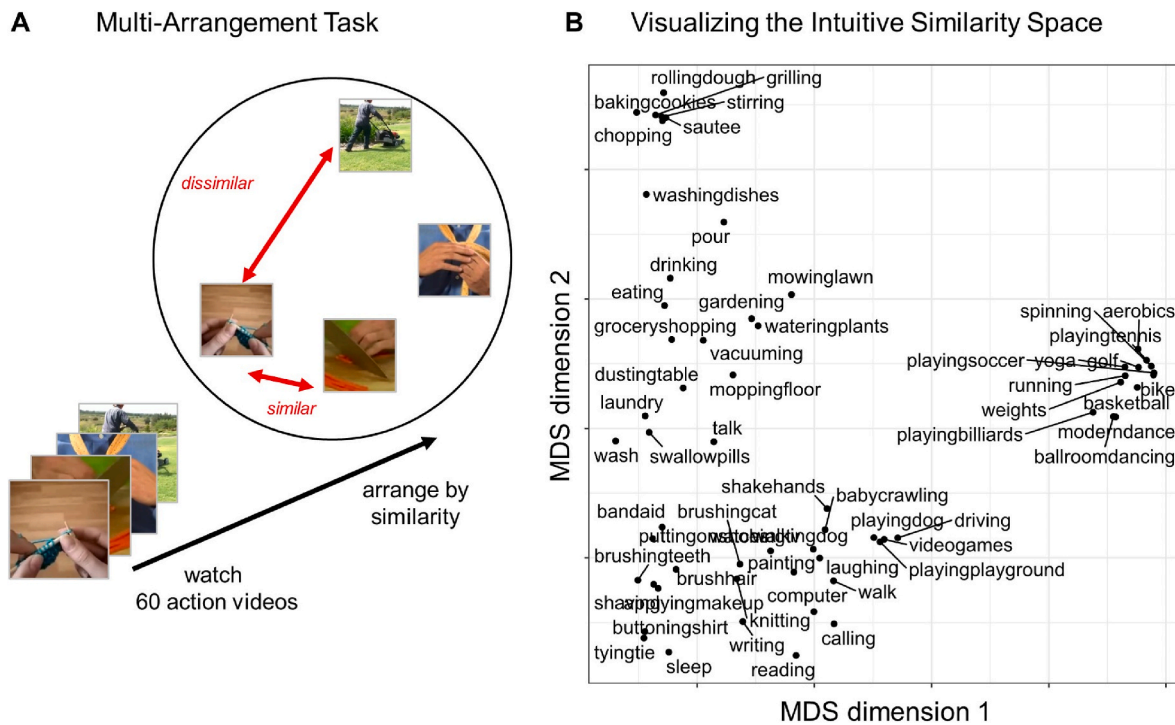 A Multi-Arrangement Task
dissimilar
similar
arrange by
similarity
watch
60 action videos
B Visualizing the Intuitive Similarity Space
MDS dimension 2
rollingdough grilling
bakingcookies stirring
chopping sautee
washingdishes
pour
drinking
mowinglawn
eating
gardening
groceryshopping wateringplants
vacuuming
dustingtable
moppingfloor
laundry
talk
wash swallowpills
spinning aerobics
playingtennis
playingsoccer yoga golf
running
bike
weights
basketball
playingbilliards
moderndance
ballroomdancing
shakehands
babycrawling
bandaid
brushingcat
playingdog driving
walkingdog
videogames
brushingteeth
painting laughing
playingplayground
brushhair
walk
computer
shaving applyingmakeup
knitting
buttoningshirt
calling
writing
tyingtie
sleep
reading
MDS dimension 1